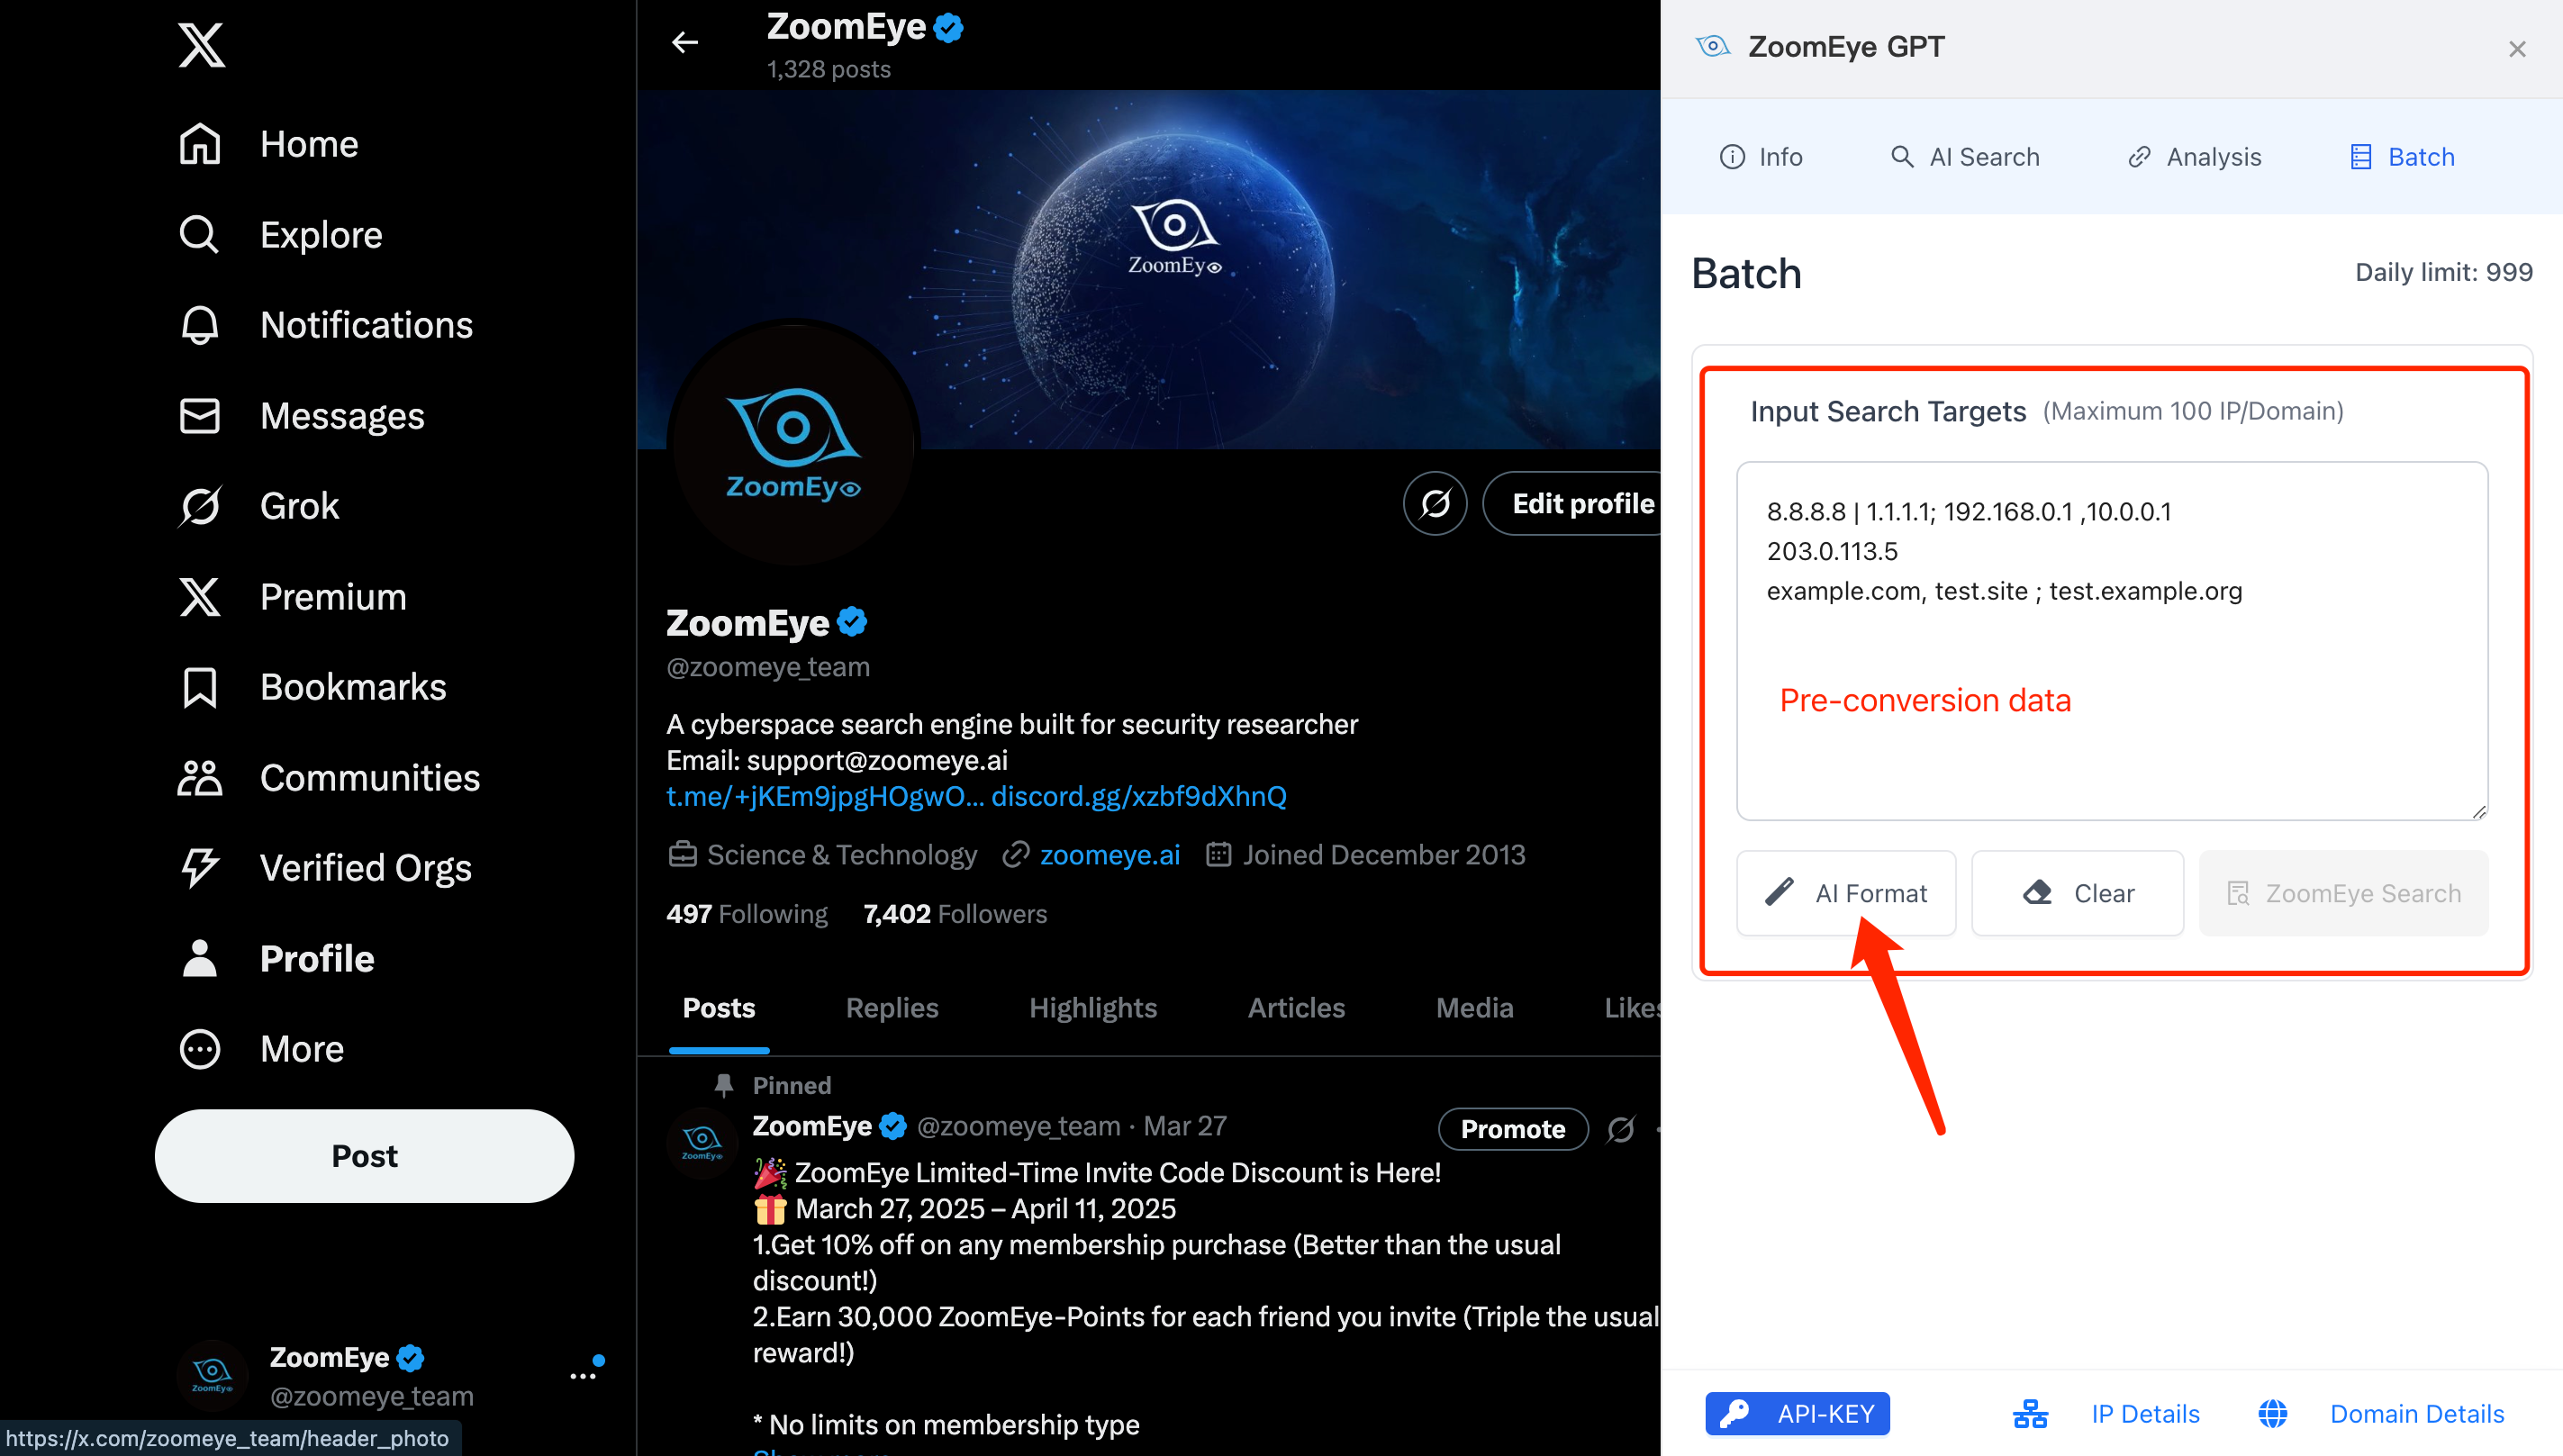 Home
Explore
Notifications
Messages
Grok
Premium
Bookmarks
Communities
Verified Orgs
Profile
More
Post
ZoomEye
@zoomeye_team
https://x.com/zoomeye_team/header_photo
ZoomEye
1,328 posts
ZoomEye
ZoomEye
Edit profile
ZoomEye
@zoomeye_team
A cyberspace search engine built for security researcher
Email: support@zoomeye.ai
t.me/+jKEm9jpgHOgwO... discord.gg/xzbf9dXhnQ
Science & Technology zoomeye.ai Joined December 2013
497 Following 7,402 Followers
Posts Replies Highlights Articles Media Likes
Pinned
ZoomEye @zoomeye_team · Mar 27 Promote
🎉 ZoomEye Limited-Time Invite Code Discount is Here!
🎁 March 27, 2025 – April 11, 2025
1.Get 10% off on any membership purchase (Better than the usual
discount!)
2.Earn 30,000 ZoomEye-Points for each friend you invite (Triple the usual
reward!)
* No limits on membership type
ZoomEye GPT
Info AI Search Analysis Batch
Batch Daily limit: 999
Input Search Targets (Maximum 100 IP/Domain)
8.8.8.8 | 1.1.1.1; 192.168.0.1 ,10.0.0.1
203.0.113.5
example.com, test.site ; test.example.org
Pre-conversion data
AI Format Clear ZoomEye Search
API-KEY IP Details Domain Details